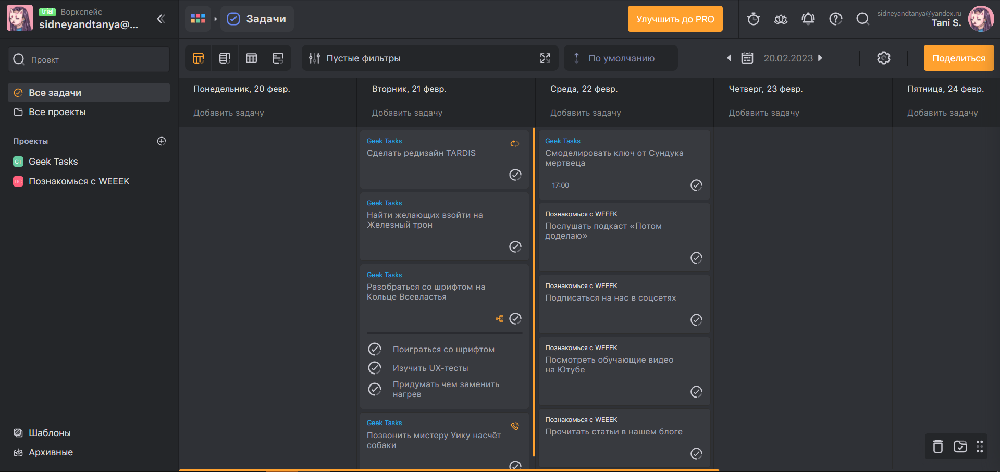 trial Воркспейс
sidneyandtanya@...
Задачи
Улучшить до PRO
sidneyandtanya@yandex.ru
Tani S.
Проект
Пустые фильтры
По умолчанию
20.02.2023
Поделиться
Все задачи
Все проекты
Проекты
GT Geek Tasks
ПС Познакомься с WEEEK
Шаблоны
Архивные
Понедельник, 20 февр.
Добавить задачу
Вторник, 21 февр.
Добавить задачу
Geek Tasks
Сделать редизайн TARDIS
Geek Tasks
Найти желающих взойти на
Железный трон
Geek Tasks
Разобраться со шрифтом на
Кольце Всевластья
Поиграться со шрифтом
Изучить UX-тесты
Придумать чем заменить
нагрев
Geek Tasks
Позвонить мистеру Уику насчёт
собаки
Среда, 22 февр.
Добавить задачу
Geek Tasks
Смоделировать ключ от Сундука
мертвеца
17:00
Познакомься с WEEEK
Послушать подкаст «Потом
доделаю»
Познакомься с WEEEK
Подписаться на нас в соцсетях
Познакомься с WEEEK
Посмотреть обучающие видео
на Ютубе
Познакомься с WEEEK
Прочитать статьи в нашем блоге
Четверг, 23 февр.
Добавить задачу
Пятница, 24 февр.
Добавить задачу